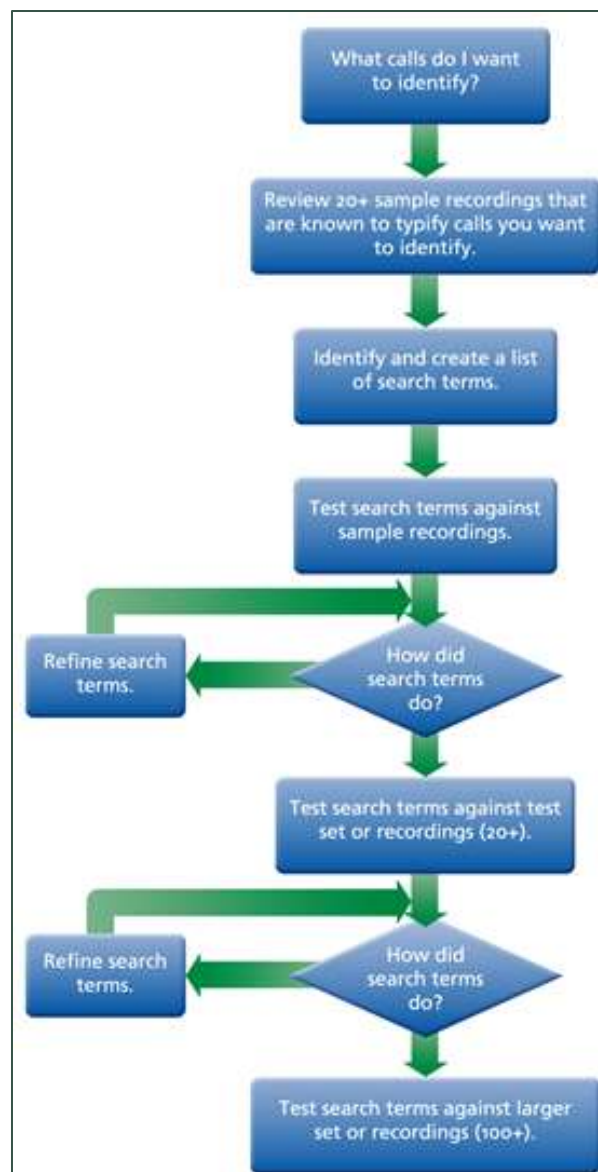 What calls do I want
to identify?
Review 20+ sample recordings that
are known to typify calls you want
to identify.
Identify and create a list
of search terms.
Test search terms against
sample recordings.
How did
search terms
do?
Refine search
terms.
Test search terms against test
set or recordings (20+).
How did
search terms
do?
Refine search
terms.
Test search terms against larger
set or recordings (100+).